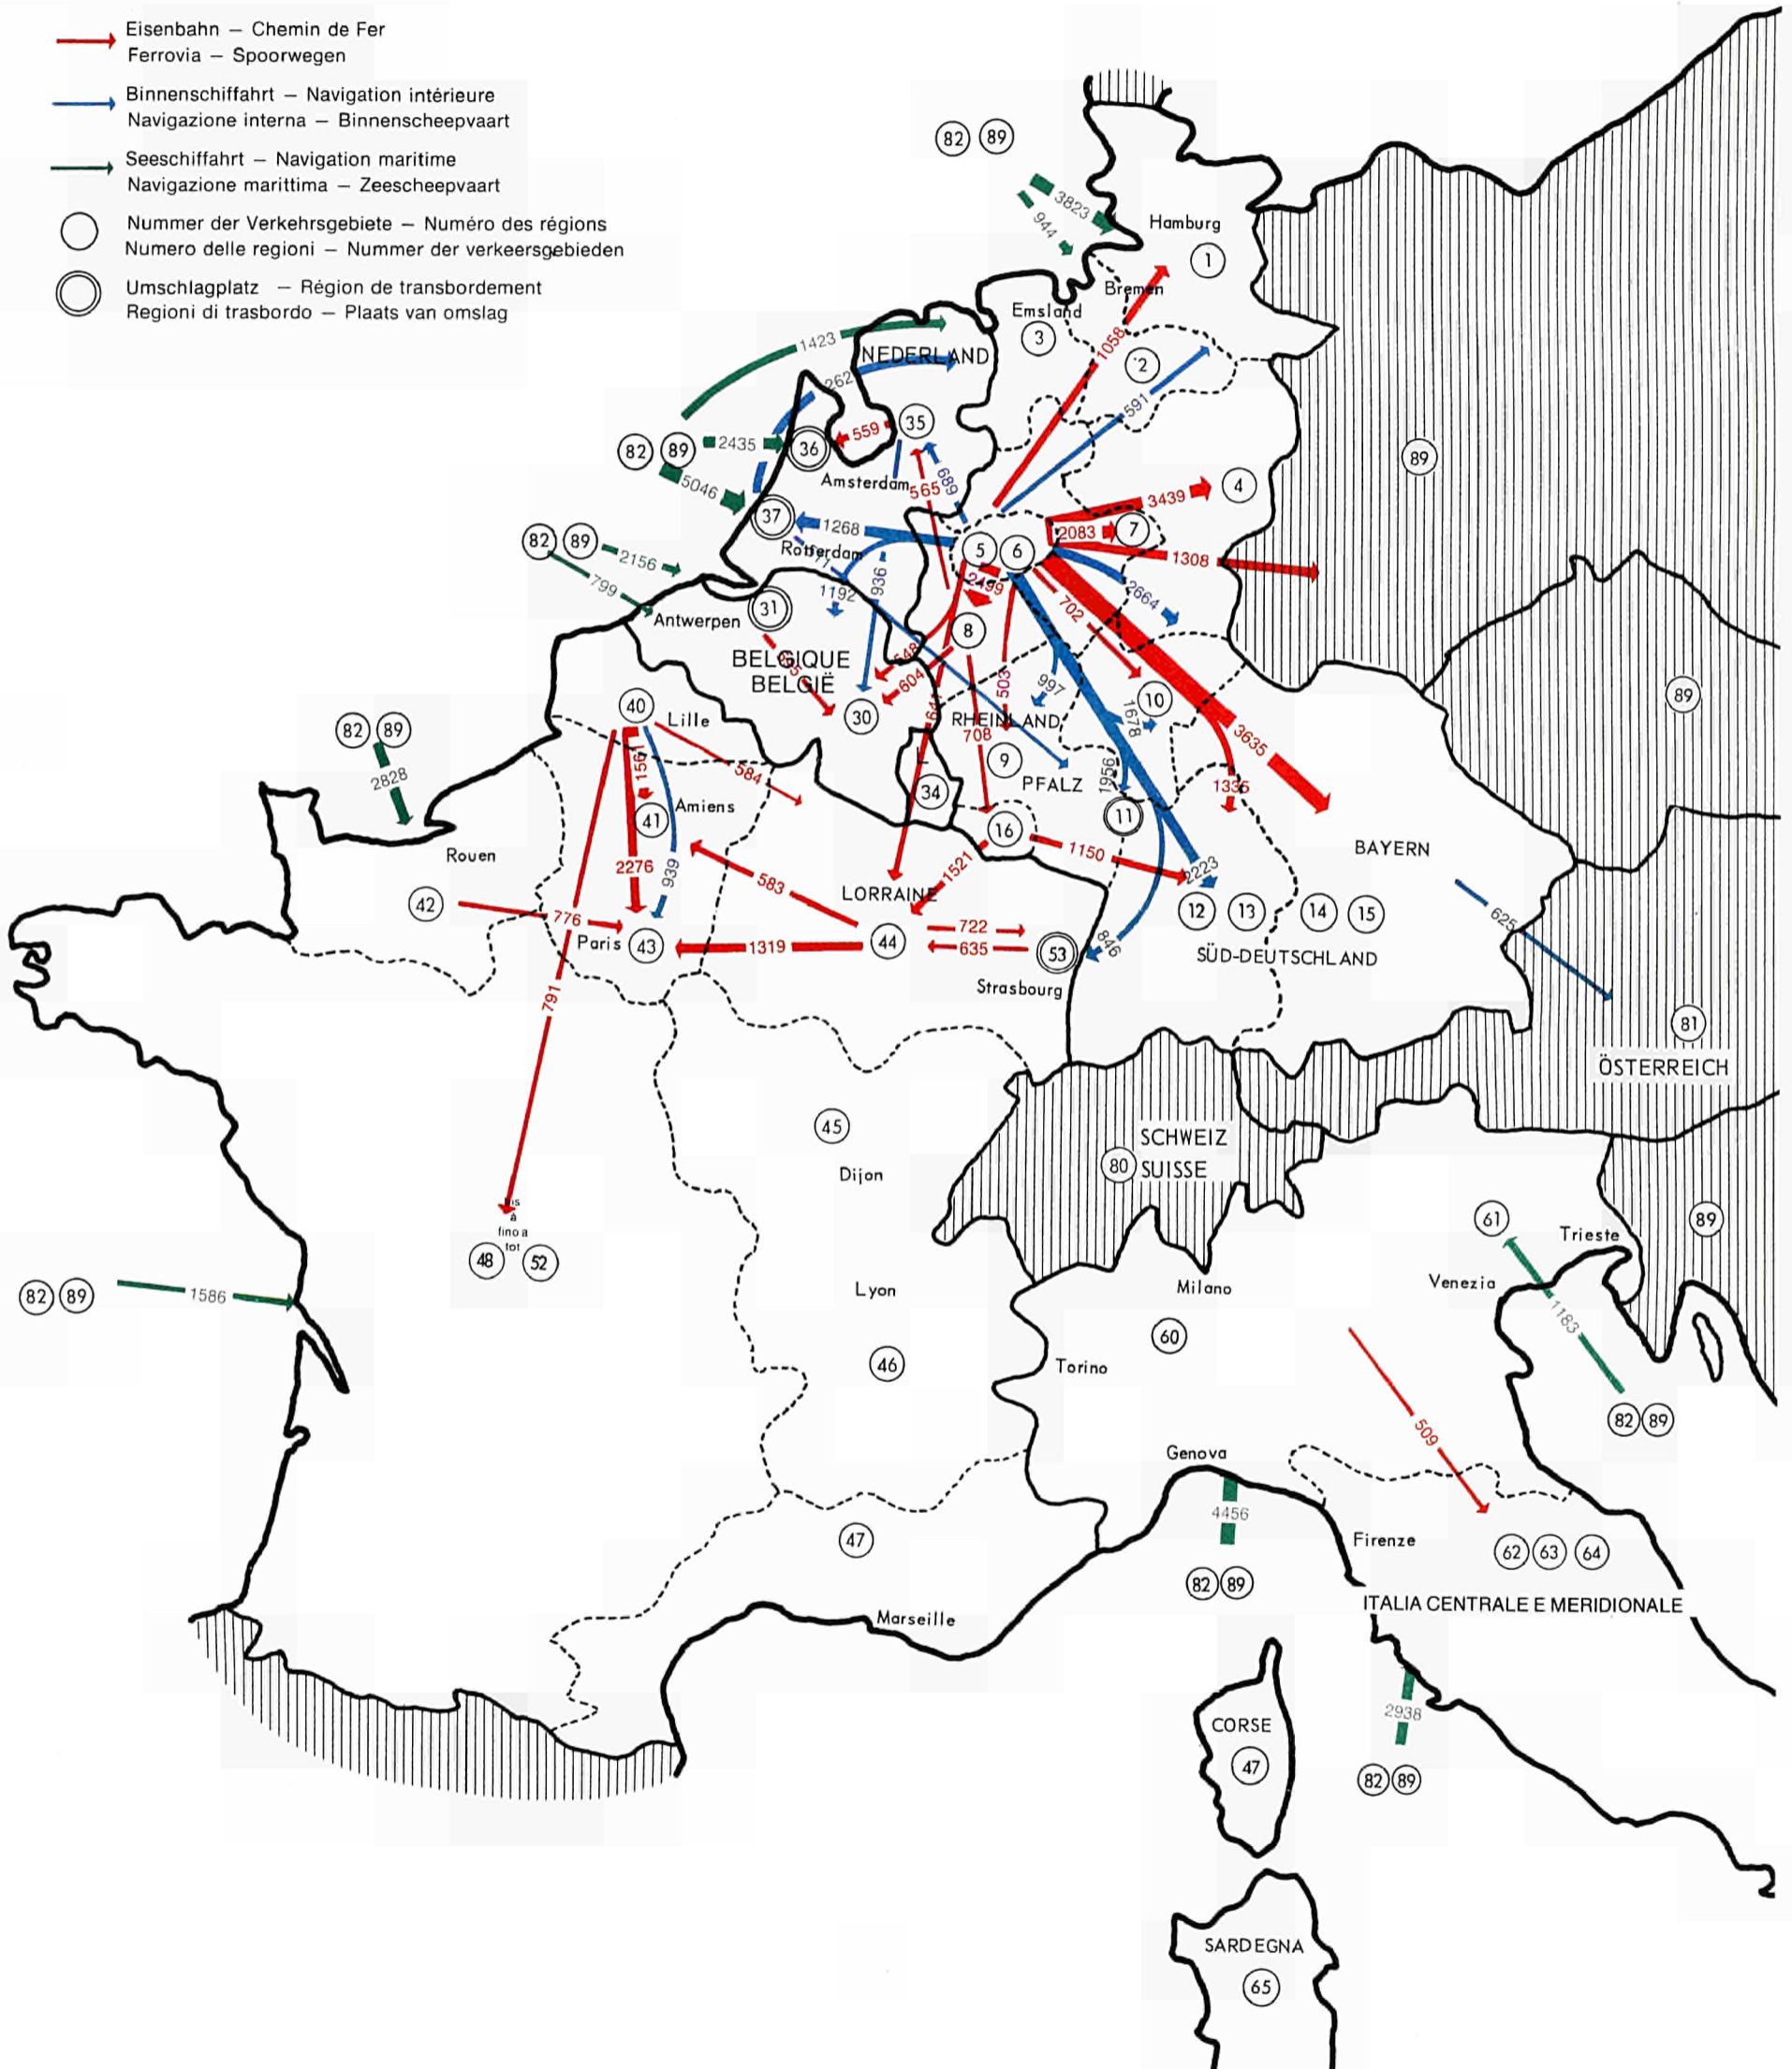 Eisenbahn — Chemin de Fer
Ferrovia — Spoorwegen
Binnenschiffahrt — Navigation intérieure
Navigazione interna — Binnenscheepvaart
Seeschiffahrt — Navigation maritime
Navigazione marittima — Zeescheepvaart
Nummer der Verkehrsgebiete — Numéro des régions
Numero delle regioni — Nummer der verkeersgebieden
Umschlagplatz — Région de transbordement
Regioni di trasbordo — Plaats van omslag
82 89
3823
944
Hamburg
1
Bremen
Emsland
3
1058
2
591
1423
NEDERLAND
262
35
559
82 89
2435
36
5046
Amsterdam
565
689
89
3439
4
37
1268
2083
7
Rotterdam
5 6
1308
82 89
2156
799
1192
936
2499
702
2664
31
Antwerpen
8
548
604
BELGIQUE
BELGIË
30
503
997
10
1678
RHEINLAND
708
89
40
Lille
82 89
2828
1561
584
9
PFALZ
1956
3635
1335
34
41
Amiens
16
11
2276
939
Rouen
583
1521
1150
BAYERN
2223
LORRAINE
42
776
Paris
43
1319
44
722
635
53
846
12 13 14 15
SÜD-DEUTSCHLAND
625
Strasbourg
791
81
ÖSTERREICH
45
Dijon
SCHWEIZ
80 SUISSE
à
fino a
tot
48 52
61
Trieste
89
82 89
1586
Lyon
Milano
Venezia
1183
60
46
Torino
82 89
509
Genova
4456
47
Firenze
62 63 64
82 89
ITALIA CENTRALE E MERIDIONALE
Marseille
2938
CORSE
47
82 89
SARDEGNA
65